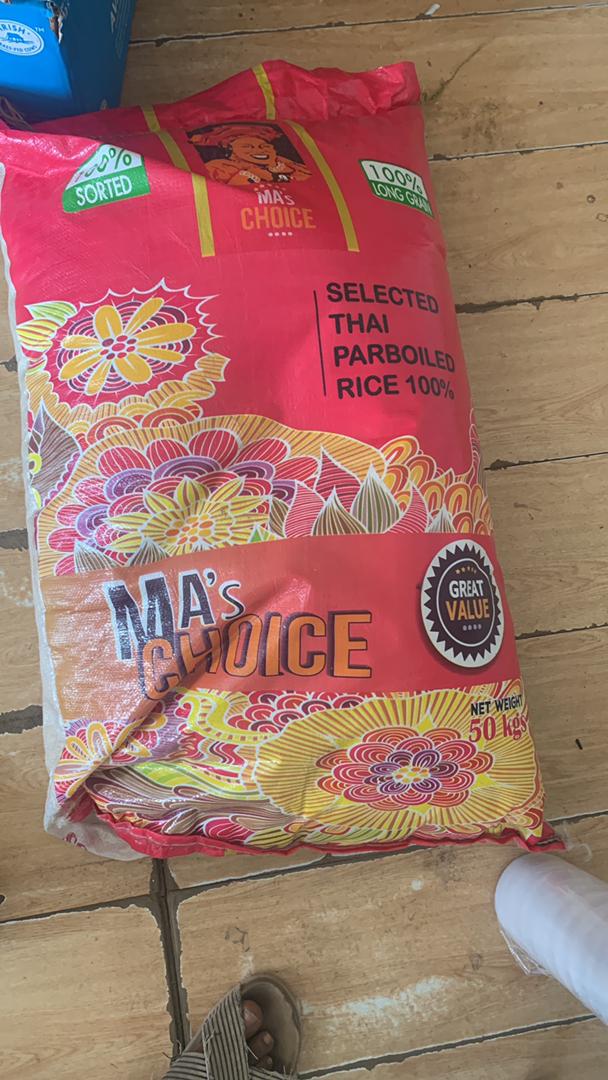 100%
SORTED
MA's
CHOICE
100%
LONG GRAIN
SELECTED
THAI
PARBOILED
RICE 100%
MA's
CHOICE
GREAT
VALUE
NET WEIGHT
50 kgs